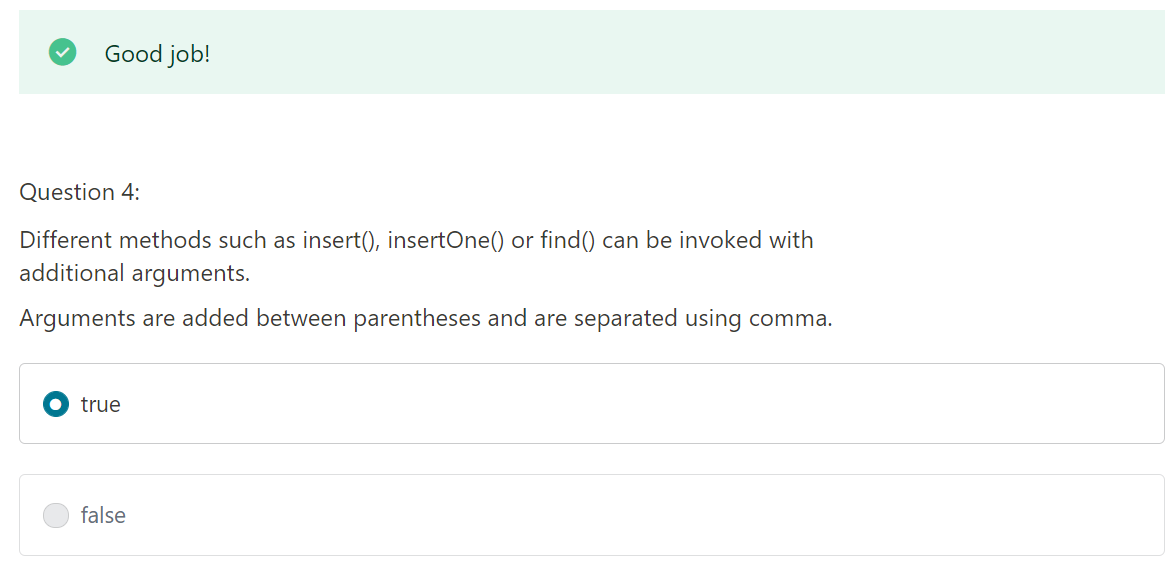 Good job!
Question 4:
Different methods such as insert(), insertOne() or find() can be invoked with
additional arguments.
Arguments are added between parentheses and are separated using comma.
true
false